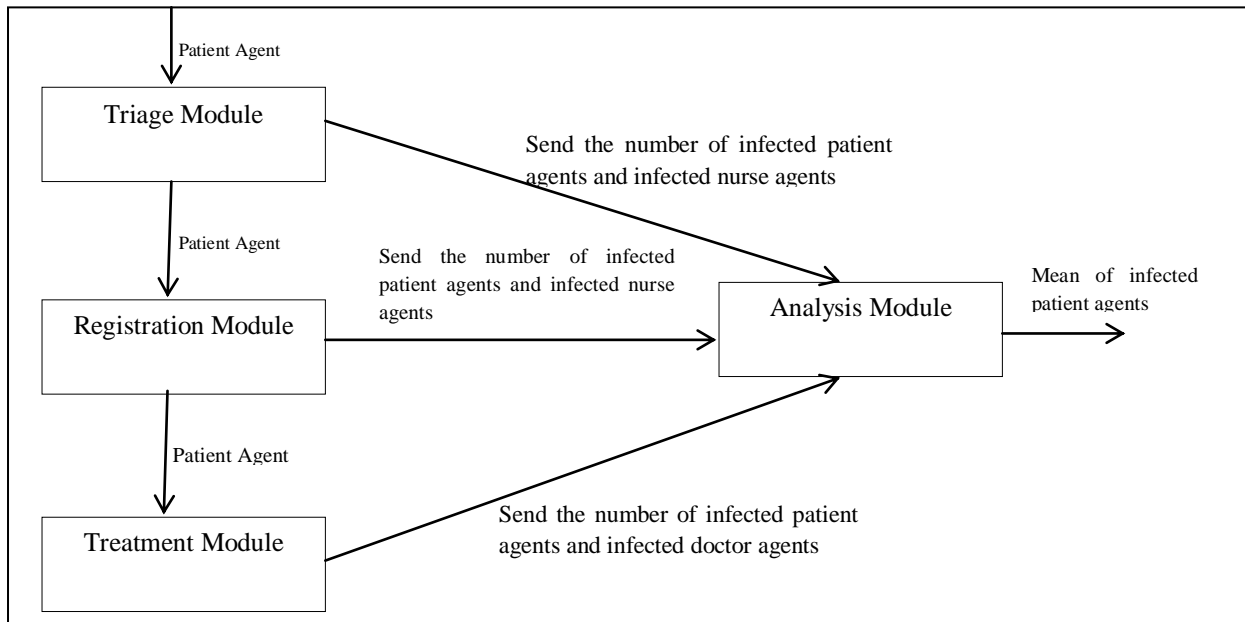 Patient Agent
Triage Module
Send the number of infected patient
agents and infected nurse agents
Patient Agent
Send the number of infected
patient agents and infected nurse
agents
Mean of infected
patient agents
Registration Module
Analysis Module
Patient Agent
Send the number of infected patient
agents and infected doctor agents
Treatment Module